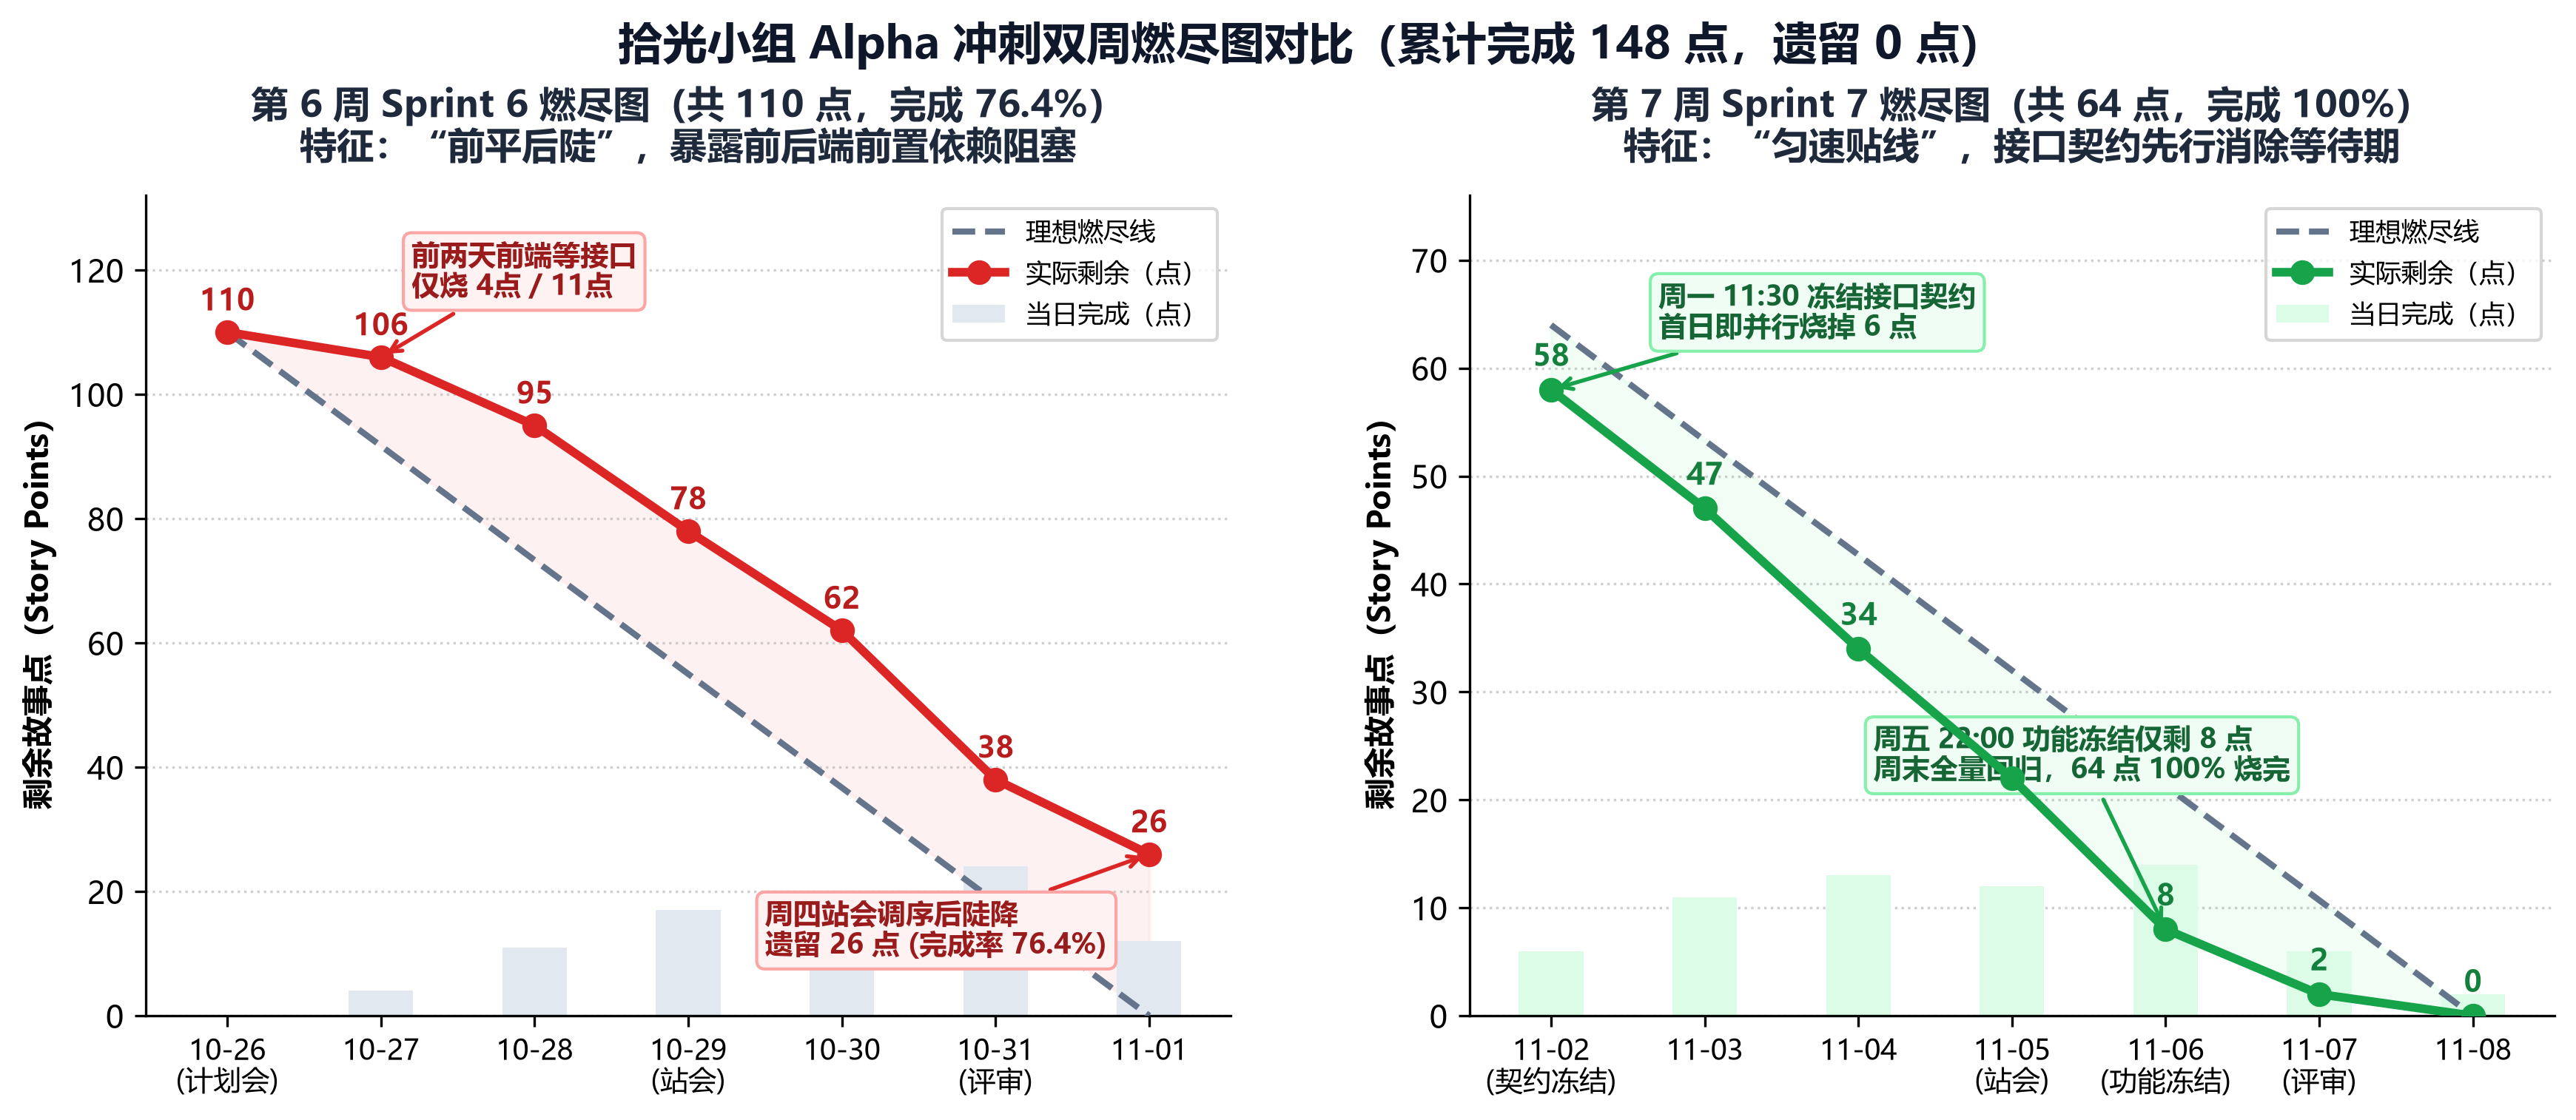 拾光小组 Alpha 冲刺双周燃尽图对比（累计完成 148 点，遗留 0 点）
第 6 周 Sprint 6 燃尽图（共 110 点，完成 76.4%）
特征：“前平后陡”，暴露前后端前置依赖阻塞
剩余故事点（Story Points）
120
100
80
60
40
20
0
理想燃尽线
实际剩余（点）
当日完成（点）
前两天前端等接口
仅烧 4点 / 11点
110
106
95
78
62
38
26
周四站会调序后陡降
遗留 26 点 (完成率 76.4%)
10-26
(计划会)
10-27
10-28
10-29
(站会)
10-30
10-31
(评审)
11-01
第 7 周 Sprint 7 燃尽图（共 64 点，完成 100%）
特征：“匀速贴线”，接口契约先行消除等待期
剩余故事点（Story Points）
70
60
50
40
30
20
10
0
理想燃尽线
实际剩余（点）
当日完成（点）
周一 11:30 冻结接口契约
首日即并行烧掉 6 点
58
47
34
周五 22:00 功能冻结仅剩 8 点
周末全量回归，64 点 100% 烧完
8
2
0
11-02
(契约冻结)
11-03
11-04
11-05
(站会)
11-06
(功能冻结)
11-07
(评审)
11-08